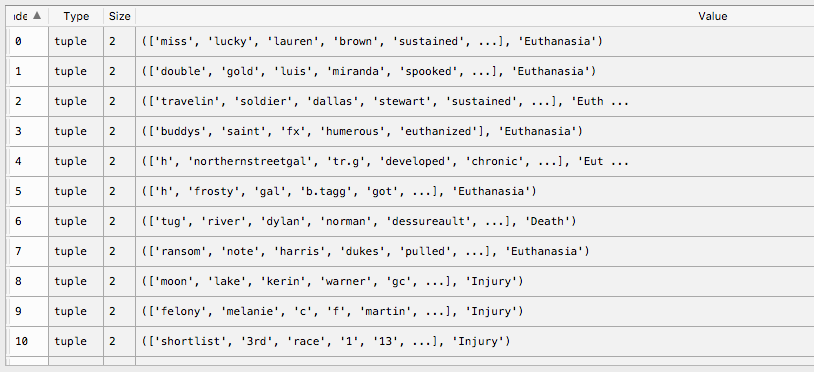 ıde Type Size Value
0 tuple 2 (['miss', 'lucky', 'lauren', 'brown', 'sustained', ...], 'Euthanasia')
1 tuple 2 (['double', 'gold', 'luis', 'miranda', 'spooked', ...], 'Euthanasia')
2 tuple 2 (['travelin', 'soldier', 'dallas', 'stewart', 'sustained', ...], 'Euth ...
3 tuple 2 (['buddys', 'saint', 'fx', 'humerous', 'euthanized'], 'Euthanasia')
4 tuple 2 (['h', 'northernstreetgal', 'tr.g', 'developed', 'chronic', ...], 'Eut ...
5 tuple 2 (['h', 'frosty', 'gal', 'b.tagg', 'got', ...], 'Euthanasia')
6 tuple 2 (['tug', 'river', 'dylan', 'norman', 'dessureault', ...], 'Death')
7 tuple 2 (['ransom', 'note', 'harris', 'dukes', 'pulled', ...], 'Euthanasia')
8 tuple 2 (['moon', 'lake', 'kerin', 'warner', 'gc', ...], 'Injury')
9 tuple 2 (['felony', 'melanie', 'c', 'f', 'martin', ...], 'Injury')
10 tuple 2 (['shortlist', '3rd', 'race', '1', '13', ...], 'Injury')